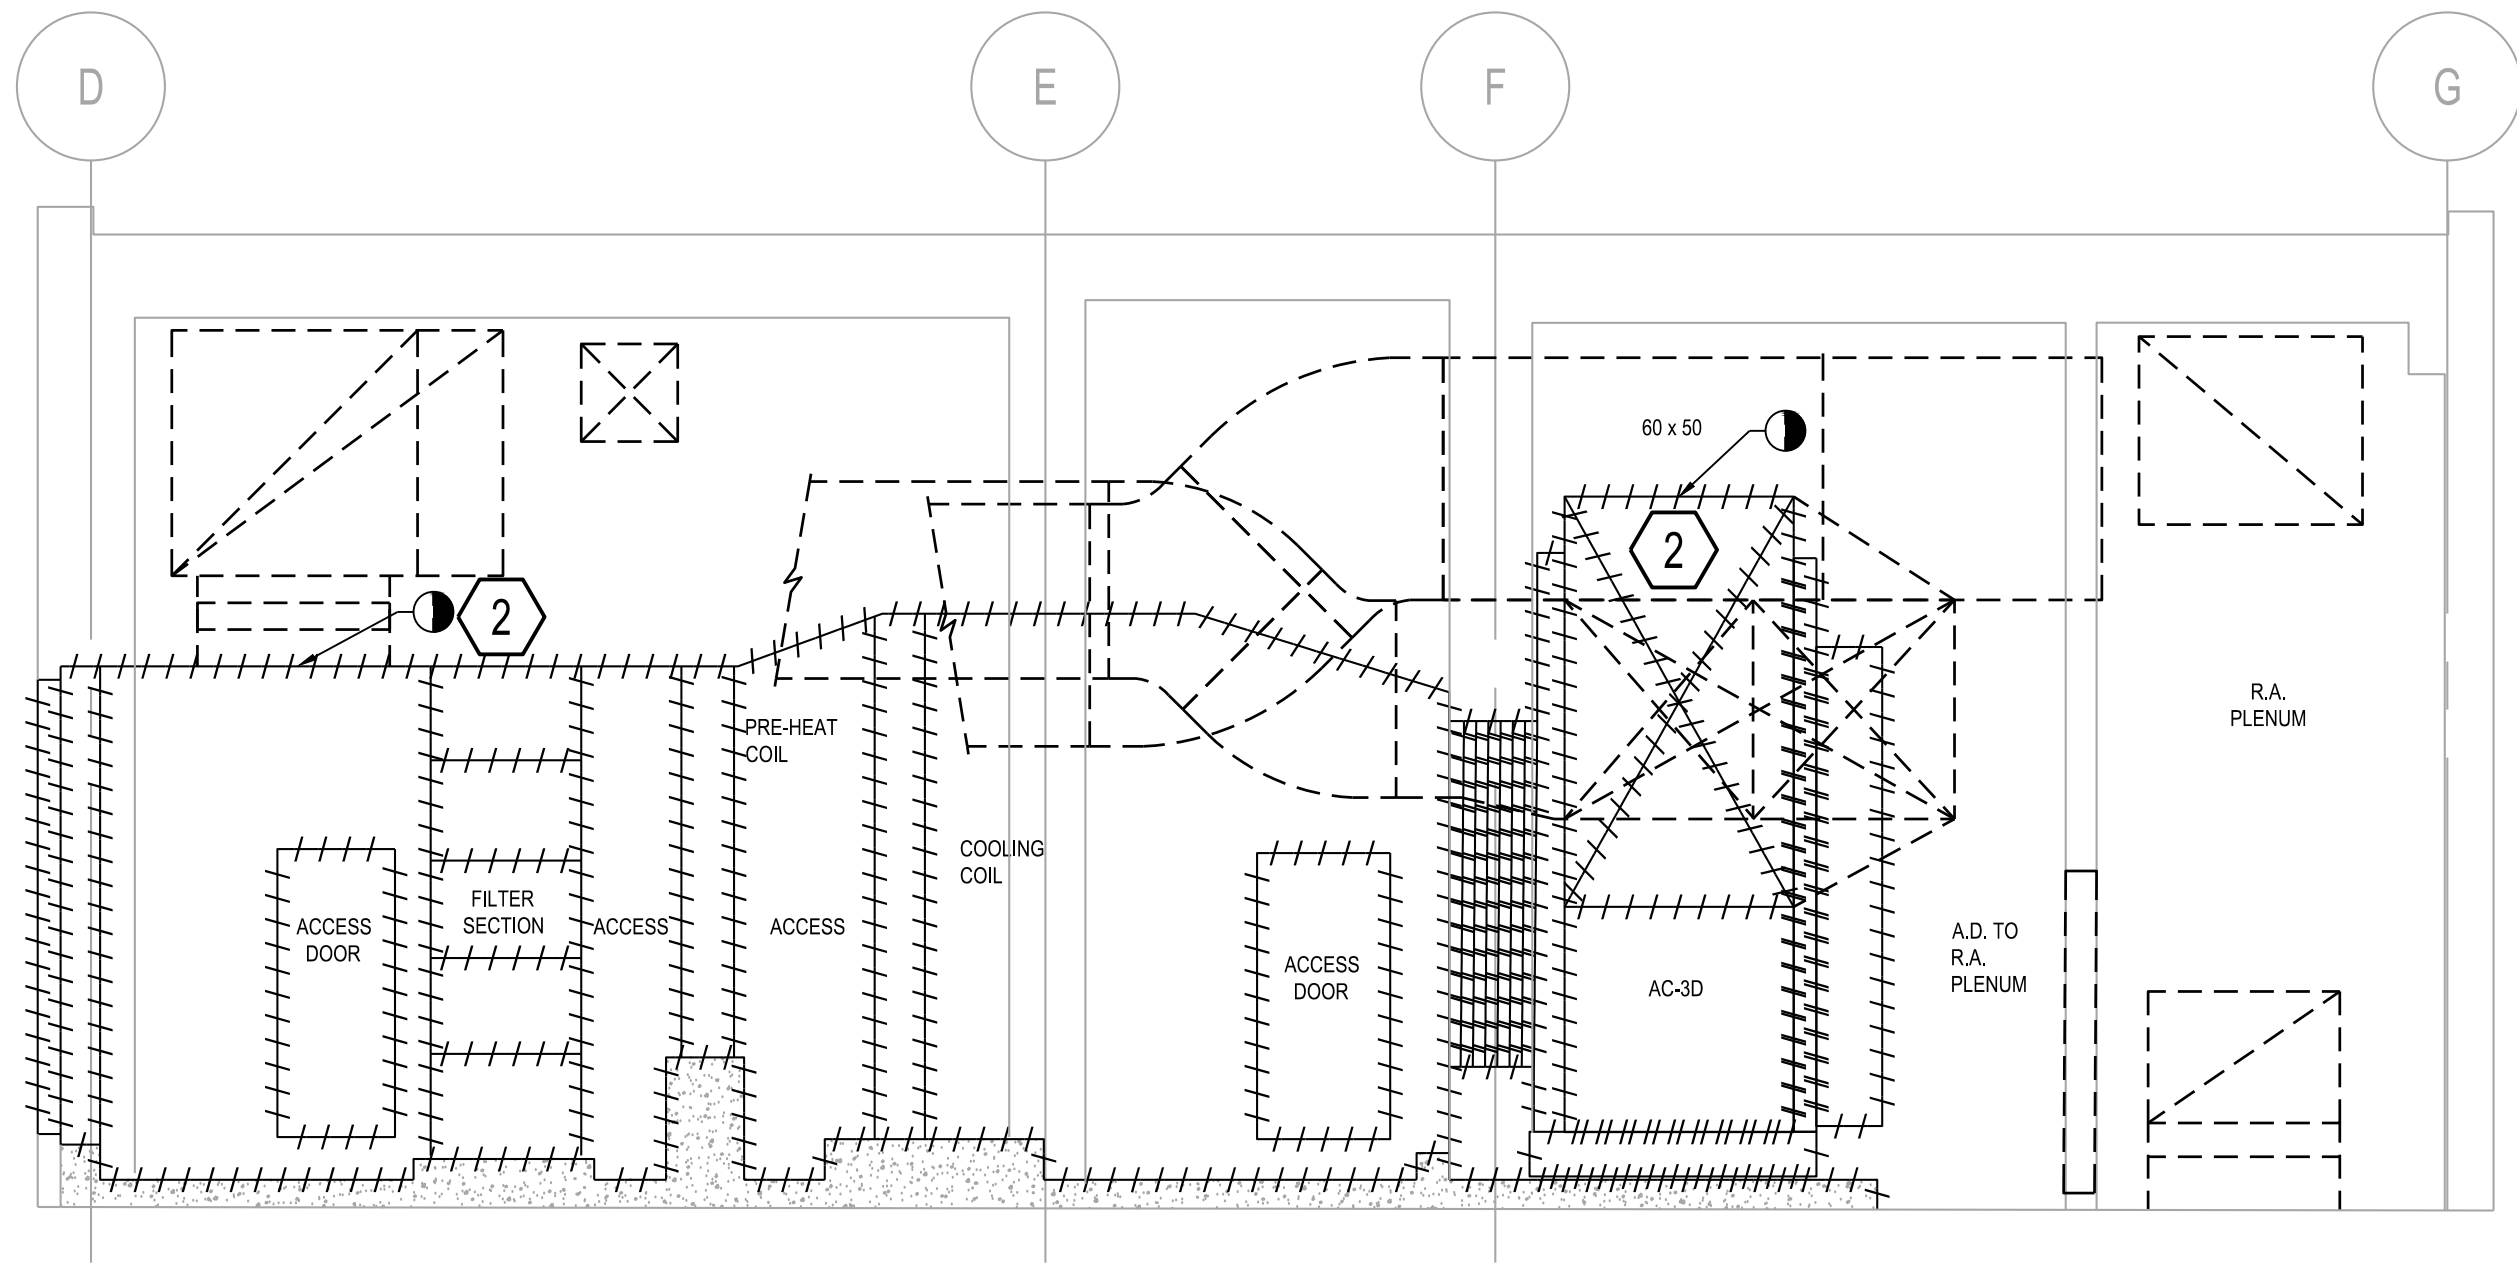 D
E
F
G
60 x 50
2
2
PRE-HEAT
COIL
R.A.
PLENUM
COOLING
COIL
FILTER
SECTION
ACCESS
DOOR
ACCESS
ACCESS
ACCESS
DOOR
AC-3D
A.D. TO
R.A.
PLENUM